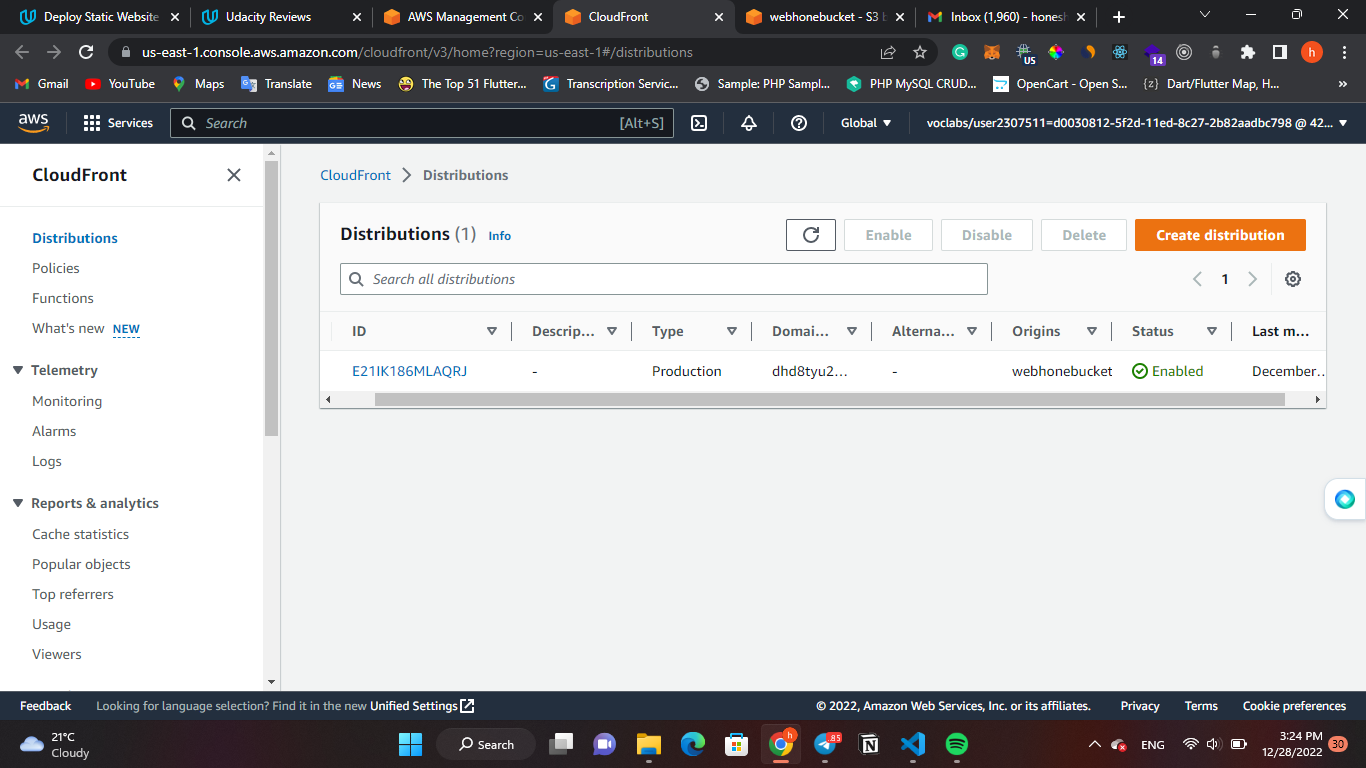 Deploy Static Website
Udacity Reviews
AWS Management Co
CloudFront
webhonebucket - S3 b
Inbox (1,960) - honesh
us-east-1.console.aws.amazon.com/cloudfront/v3/home?region=us-east-1#/distributions
US
14
h
Gmail
YouTube
Maps
Translate
News
The Top 51 Flutter...
Transcription Servic...
Sample: PHP Sampl...
PHP MySQL CRUD...
OpenCart - Open S...
Dart/Flutter Map, H...
»
aws
Services
Search
[Alt+S]
Global
voclabs/user2307511=d0030812-5f2d-11ed-8c27-2b82aadbc798 @ 42...
CloudFront
Distributions
Policies
Functions
What's new NEW
Telemetry
Monitoring
Alarms
Logs
Reports & analytics
Cache statistics
Popular objects
Top referrers
Usage
Viewers
CloudFront
Distributions
Distributions (1) Info
Enable
Disable
Delete
Create distribution
Search all distributions
1
ID
Descrip...
Type
Domai...
Alterna...
Origins
Status
Last m...
E21IK186MLAQRJ
-
Production
dhd8tyu2...
-
webhonebucket
Enabled
December...
Feedback
Looking for language selection? Find it in the new Unified Settings
© 2022, Amazon Web Services, Inc. or its affiliates.
Privacy
Terms
Cookie preferences
21°C
Cloudy
Search
h
85
ENG
3:24 PM
12/28/2022
30